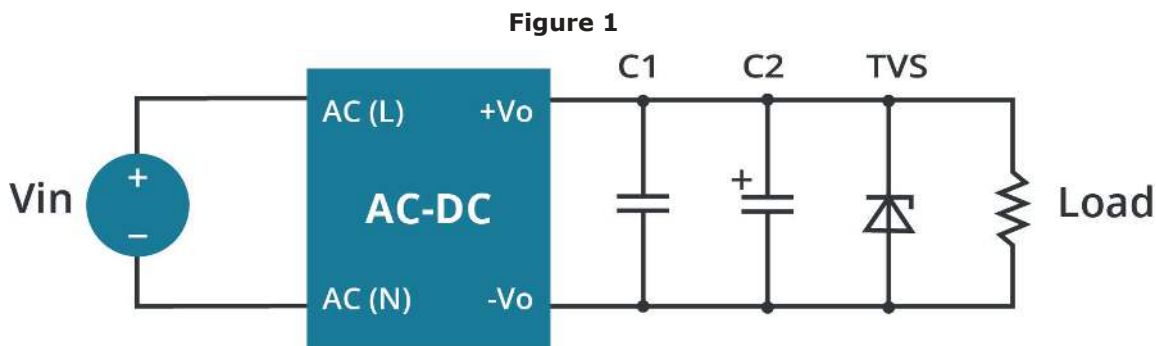 Figure 1
C1 C2 TVS
AC (L) +Vo
+
Vin AC-DC + Load
–
AC (N) -Vo